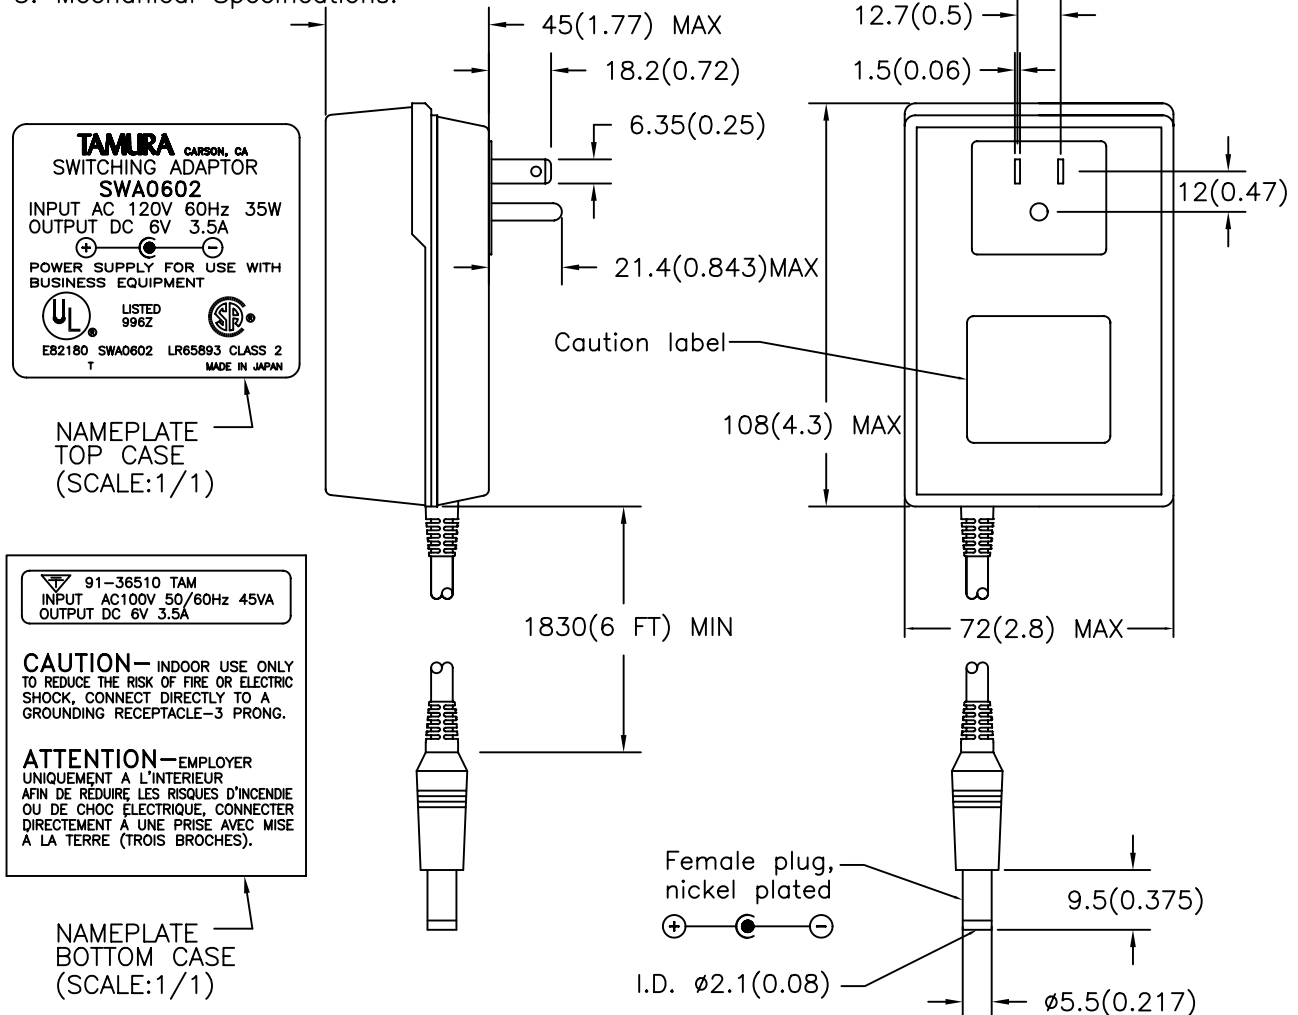 45(1.77) MAX
18.2(0.72)
6.35(0.25)
21.4(0.843)MAX
12.7(0.5)
1.5(0.06)
12(0.47)
TAMURA CARSON, CA
SWITCHING ADAPTOR
SWA0602
INPUT AC 120V 60Hz 35W
OUTPUT DC 6V 3.5A
+ −
POWER SUPPLY FOR USE WITH
BUSINESS EQUIPMENT
UL ® LISTED
996Z
SA ®
E82180 SWA0602 LR65893 CLASS 2
T MADE IN JAPAN
NAMEPLATE
TOP CASE
(SCALE:1/1)
Caution label
108(4.3) MAX
1830(6 FT) MIN
72(2.8) MAX
T 91-36510 TAM
INPUT AC100V 50/60Hz 45VA
OUTPUT DC 6V 3.5A
CAUTION— INDOOR USE ONLY
TO REDUCE THE RISK OF FIRE OR ELECTRIC
SHOCK, CONNECT DIRECTLY TO A
GROUNDING RECEPTACLE-3 PRONG.
ATTENTION—EMPLOYER
UNIQUEMENT A L'INTERIEUR
AFIN DE RÉDUIRE LES RISQUES D'INCENDIE
OU DE CHOC ÉLECTRIQUE, CONNECTER
DIRECTEMENT À UNE PRISE AVEC MISE
À LA TERRE (TROIS BROCHES).
NAMEPLATE
BOTTOM CASE
(SCALE:1/1)
Female plug,
nickel plated
+ −
I.D. ø2.1(0.08)
9.5(0.375)
ø5.5(0.217)